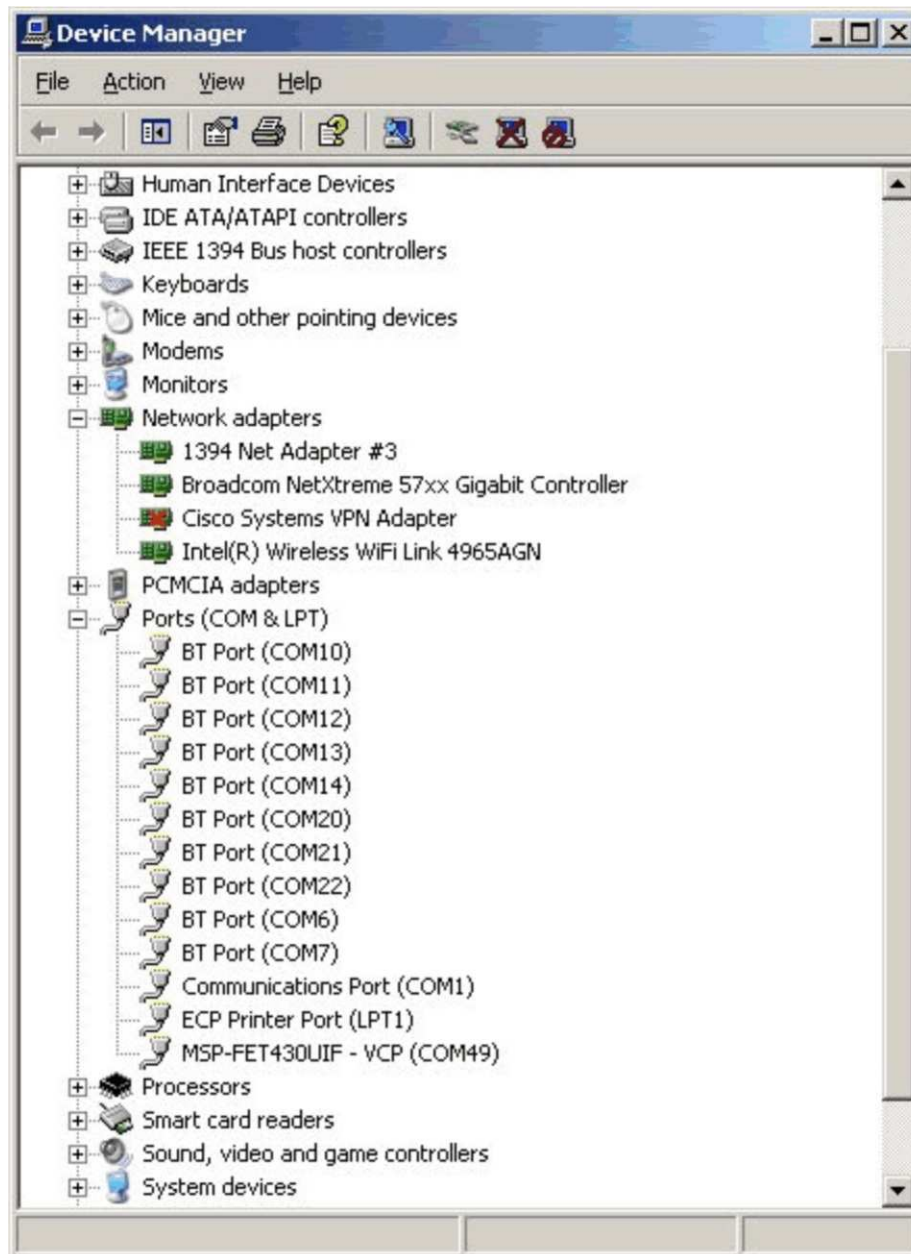 Device Manager
File Action View Help
Human Interface Devices
IDE ATA/ATAPI controllers
IEEE 1394 Bus host controllers
Keyboards
Mice and other pointing devices
Modems
Monitors
Network adapters
1394 Net Adapter #3
Broadcom NetXtreme 57xx Gigabit Controller
Cisco Systems VPN Adapter
Intel(R) Wireless WiFi Link 4965AGN
PCMCIA adapters
Ports (COM & LPT)
BT Port (COM10)
BT Port (COM11)
BT Port (COM12)
BT Port (COM13)
BT Port (COM14)
BT Port (COM20)
BT Port (COM21)
BT Port (COM22)
BT Port (COM6)
BT Port (COM7)
Communications Port (COM1)
ECP Printer Port (LPT1)
MSP-FET430UIF - VCP (COM49)
Processors
Smart card readers
Sound, video and game controllers
System devices